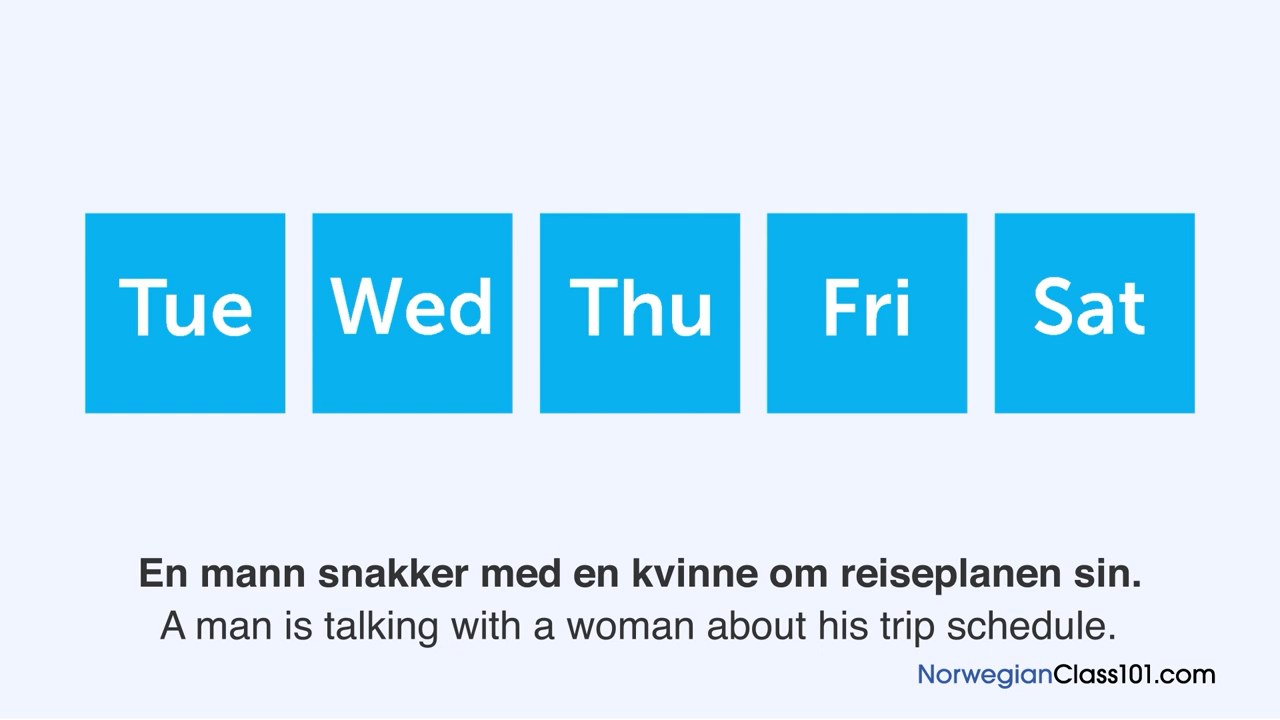 Tue Wed Thu Fri Sat
En mann snakker med en kvinne om reiseplanen sin.
A man is talking with a woman about his trip schedule.
NorwegianClass101.com